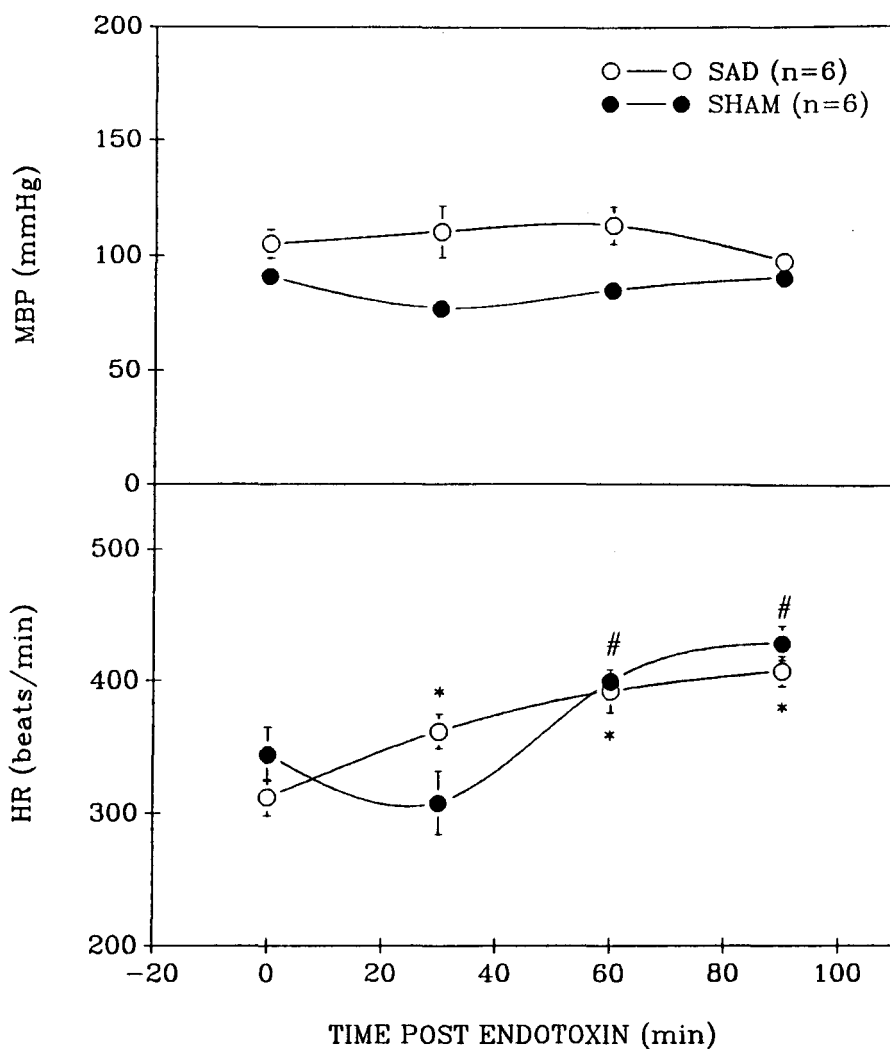 200
SAD (n=6)
SHAM (n=6)
150
100
50
0
MBP (mmHg)
500
400
300
200
HR (beats/min)
#
#
*
*
*
*
-20 0 20 40 60 80 100
TIME POST ENDOTOXIN (min)